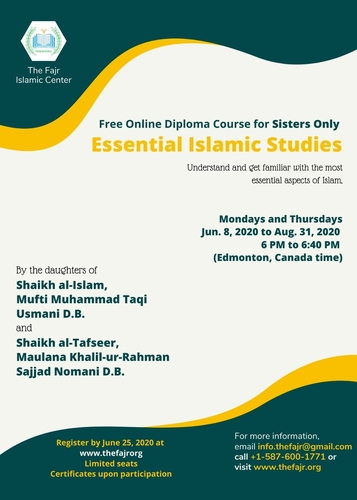 The Fajr
Islamic Center
Free Online Diploma Course for Sisters Only
Essential Islamic Studies
Understand and get familiar with the most
essential aspects of Islam.
Mondays and Thursdays
Jun. 8, 2020 to Aug. 31, 2020
6 PM to 6:40 PM
(Edmonton, Canada time)
By the daughters of
Shaikh al-Islam,
Mufti Muhammad Taqi
Usmani D.B.
and
Shaikh al-Tafseer,
Maulana Khalil-ur-Rahman
Sajjad Nomani D.B.
Register by June 25, 2020 at
www.thefajrorg
Limited seats
Certificates upon participation
For more information,
email info.thefajr@gmail.com
call +1-587-600-1771 or
visit www.thefajr.org